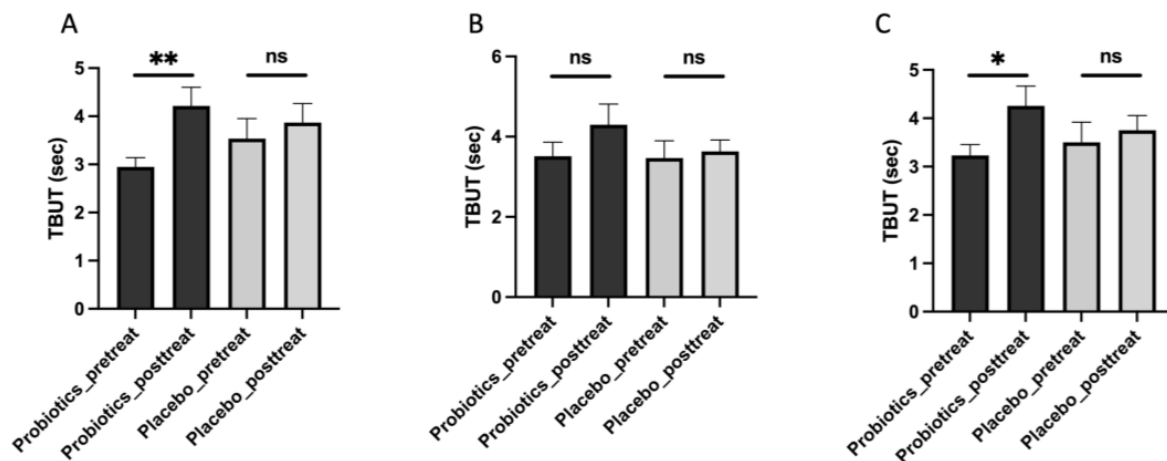 A
**
ns
5
4
3
2
1
0
TBUT (sec)
Probiotics_pretreat
Probiotics_posttreat
Placebo_pretreat
Placebo_posttreat
B
ns
ns
6
4
2
0
TBUT (sec)
Probiotics_pretreat
Probiotics_posttreat
Placebo_pretreat
Placebo_posttreat
C
*
ns
5
4
3
2
1
0
TBUT (sec)
Probiotics_pretreat
Probiotics_posttreat
Placebo_pretreat
Placebo_posttreat